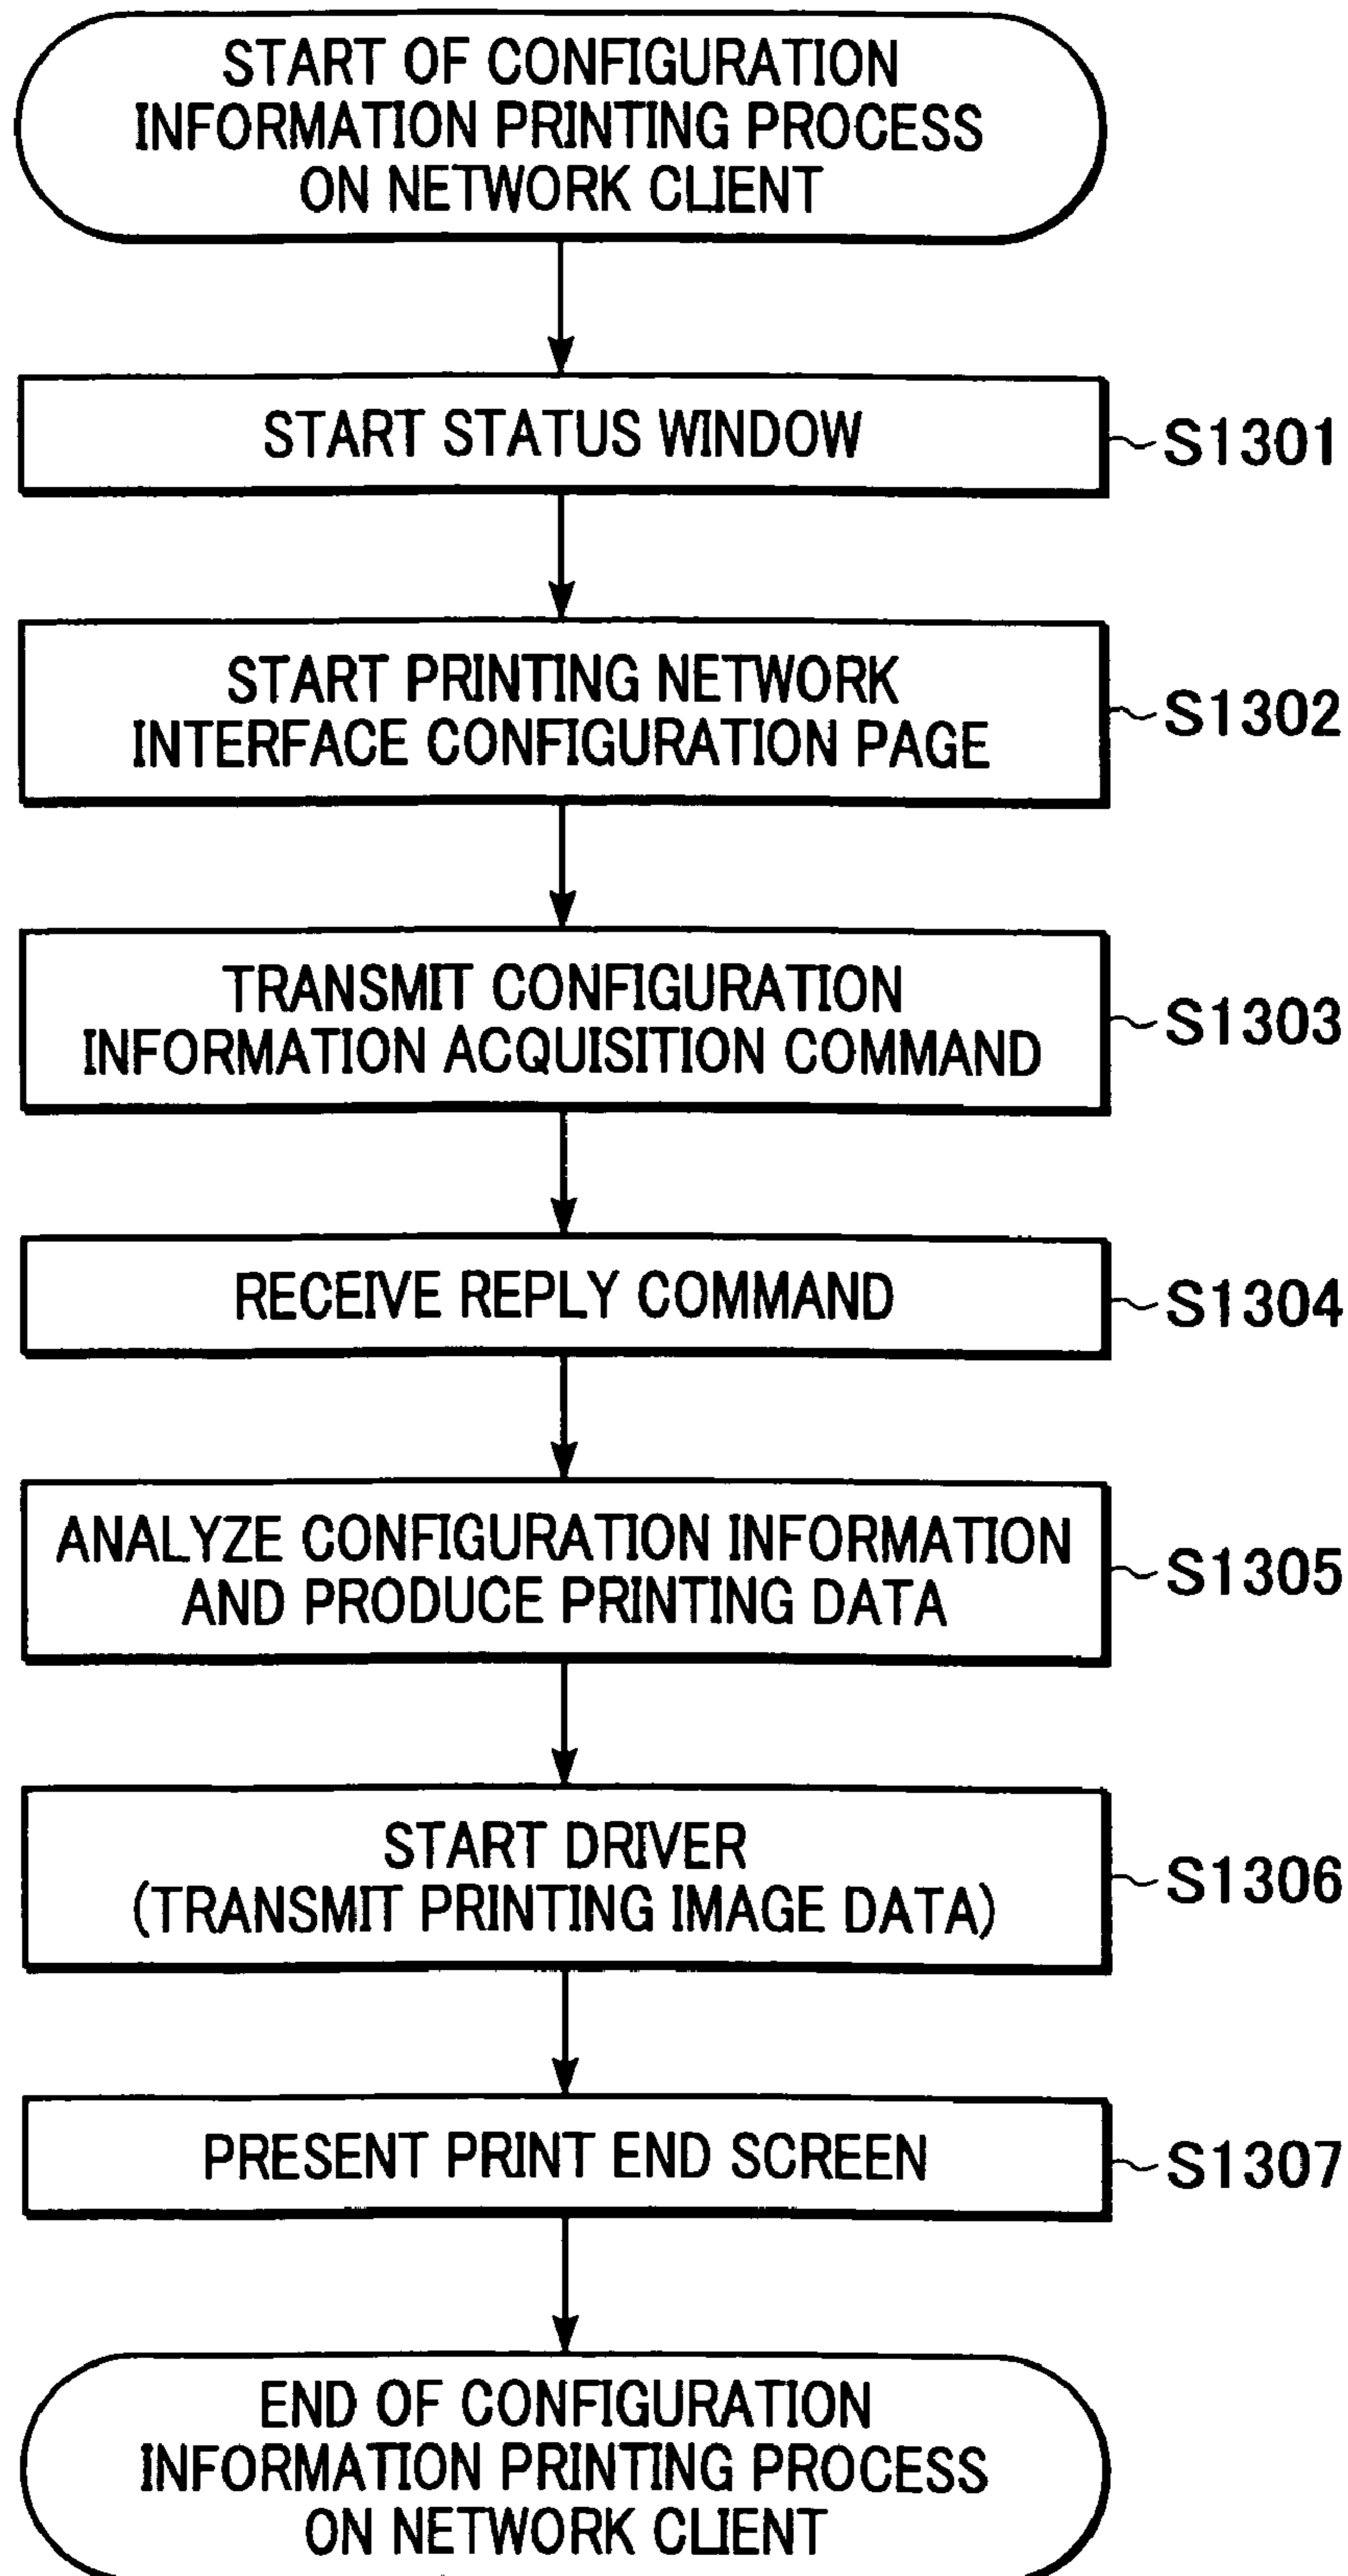 START OF CONFIGURATION
INFORMATION PRINTING PROCESS
ON NETWORK CLIENT
START STATUS WINDOW
S1301
START PRINTING NETWORK
INTERFACE CONFIGURATION PAGE
S1302
TRANSMIT CONFIGURATION
INFORMATION ACQUISITION COMMAND
S1303
RECEIVE REPLY COMMAND
S1304
ANALYZE CONFIGURATION INFORMATION
AND PRODUCE PRINTING DATA
S1305
START DRIVER
(TRANSMIT PRINTING IMAGE DATA)
S1306
PRESENT PRINT END SCREEN
S1307
END OF CONFIGURATION
INFORMATION PRINTING PROCESS
ON NETWORK CLIENT